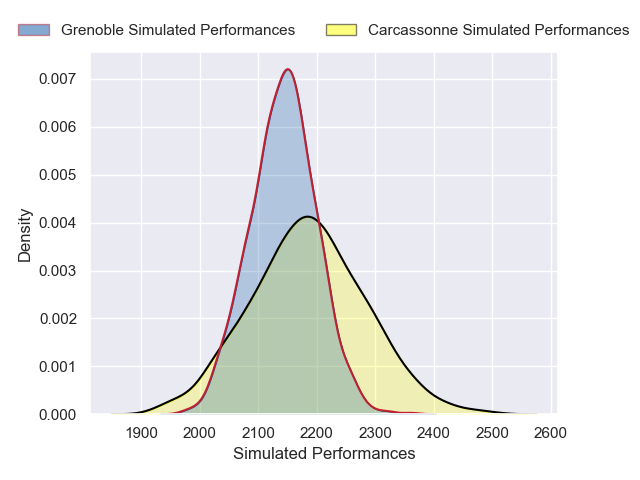 Grenoble Simulated Performances
Carcassonne Simulated Performances
0.007
0.006
0.005
0.004
0.003
0.002
0.001
0.000
Density
1900 2000 2100 2200 2300 2400 2500 2600
Simulated Performances